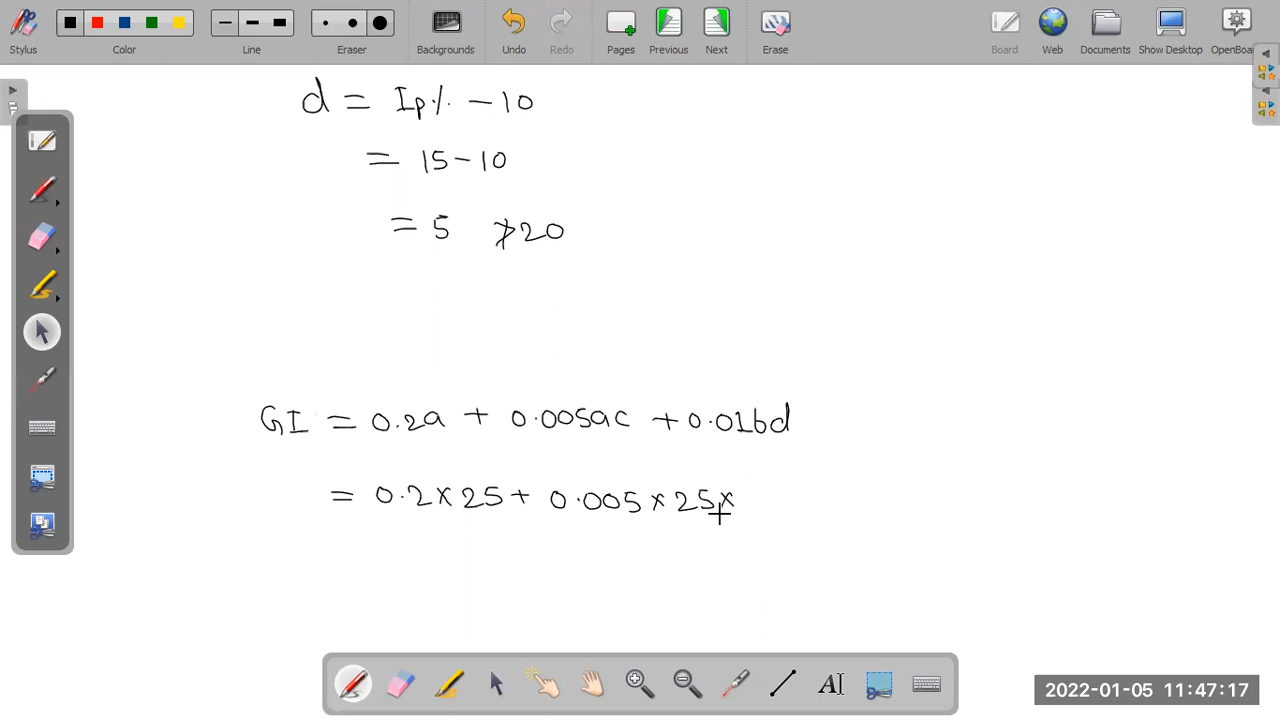 Stylus Color Line Eraser Backgrounds Undo Redo Pages Previous Next Erase Board Web Documents Show Desktop OpenBoard
d = Ip% - 10
= 15 - 10
= 5 ≯20
GI = 0.2a + 0.005ac + 0.01bd
= 0.2 × 25 + 0.005 × 25 ×
2022-01-05 11:47:17